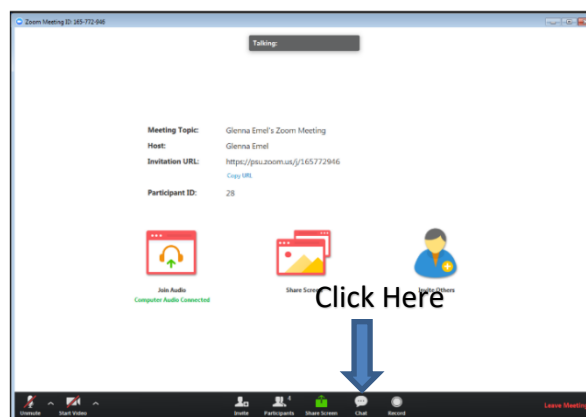 Zoom Meeting ID: 165-772-946
Talking:
Meeting Topic: Glenna Emel's Zoom Meeting
Host: Glenna Emel
Invitation URL: https://psu.zoom.us/j/165772946
Copy URL
Participant ID: 28
Join Audio
Computer Audio Connected
Share Screen
Invite Others
Click Here
Unmute Start Video Invite Participants Share Screen Chat Record Leave Meeting